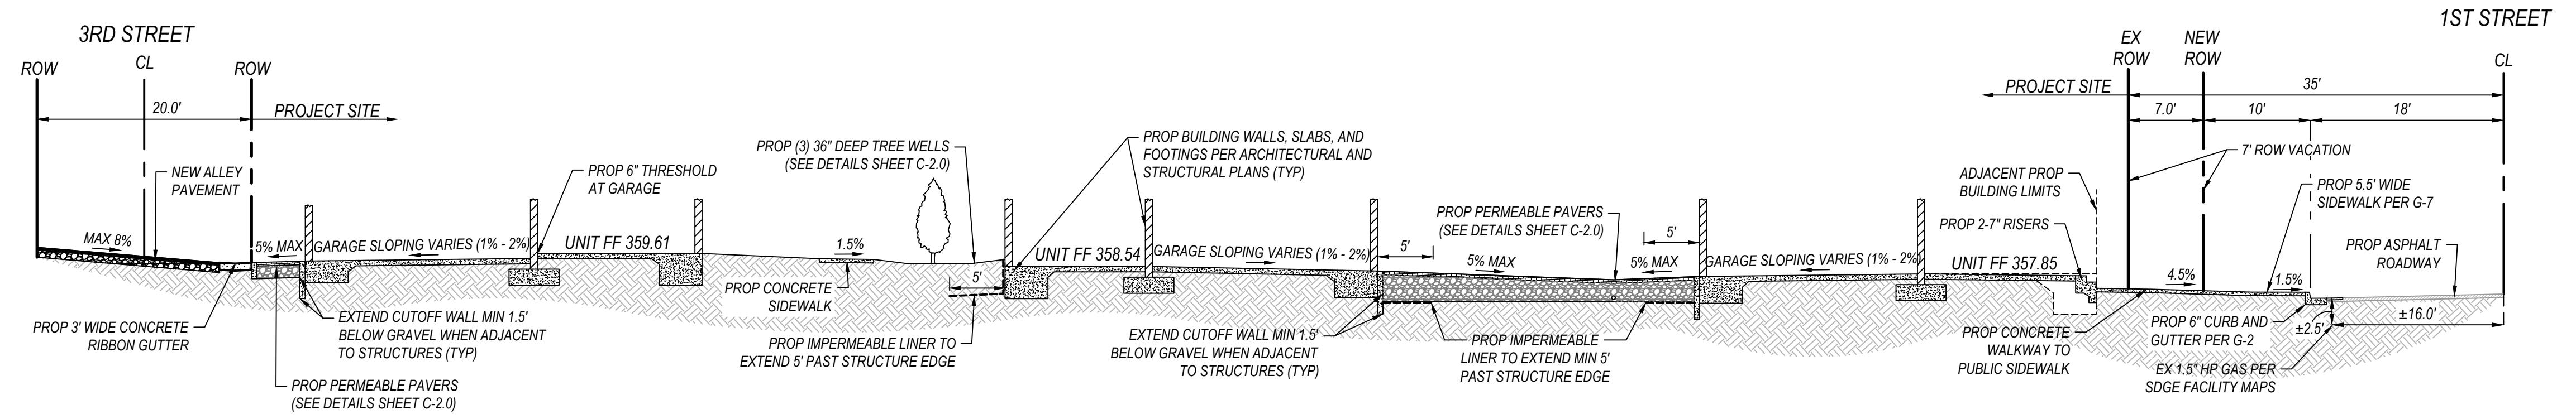 3RD STREET
1ST STREET
ROW
CL
ROW
20.0'
PROJECT SITE
NEW ALLEY
PAVEMENT
MAX 8%
5% MAX
GARAGE SLOPING VARIES (1% - 2%)
PROP 6" THRESHOLD
AT GARAGE
UNIT FF 359.61
PROP (3) 36" DEEP TREE WELLS
(SEE DETAILS SHEET C-2.0)
1.5%
5'
PROP CONCRETE
SIDEWALK
PROP BUILDING WALLS, SLABS, AND
FOOTINGS PER ARCHITECTURAL AND
STRUCTURAL PLANS (TYP)
UNIT FF 358.54
GARAGE SLOPING VARIES (1% - 2%)
5'
PROP PERMEABLE PAVERS
(SEE DETAILS SHEET C-2.0)
5'
5% MAX
5% MAX
GARAGE SLOPING VARIES (1% - 2%)
UNIT FF 357.85
PROP 2-7" RISERS
ADJACENT PROP
BUILDING LIMITS
PROJECT SITE
EX
ROW
NEW
ROW
CL
35'
7.0'
10'
18'
7' ROW VACATION
PROP 5.5' WIDE
SIDEWALK PER G-7
PROP ASPHALT
ROADWAY
4.5%
1.5%
±16.0'
±2.5'
PROP 3' WIDE CONCRETE
RIBBON GUTTER
EXTEND CUTOFF WALL MIN 1.5'
BELOW GRAVEL WHEN ADJACENT
TO STRUCTURES (TYP)
PROP PERMEABLE PAVERS
(SEE DETAILS SHEET C-2.0)
PROP IMPERMEABLE LINER TO
EXTEND 5' PAST STRUCTURE EDGE
EXTEND CUTOFF WALL MIN 1.5'
BELOW GRAVEL WHEN ADJACENT
TO STRUCTURES (TYP)
PROP IMPERMEABLE
LINER TO EXTEND MIN 5'
PAST STRUCTURE EDGE
PROP CONCRETE
WALKWAY TO
PUBLIC SIDEWALK
PROP 6" CURB AND
GUTTER PER G-2
EX 1.5" HP GAS PER
SDGE FACILITY MAPS